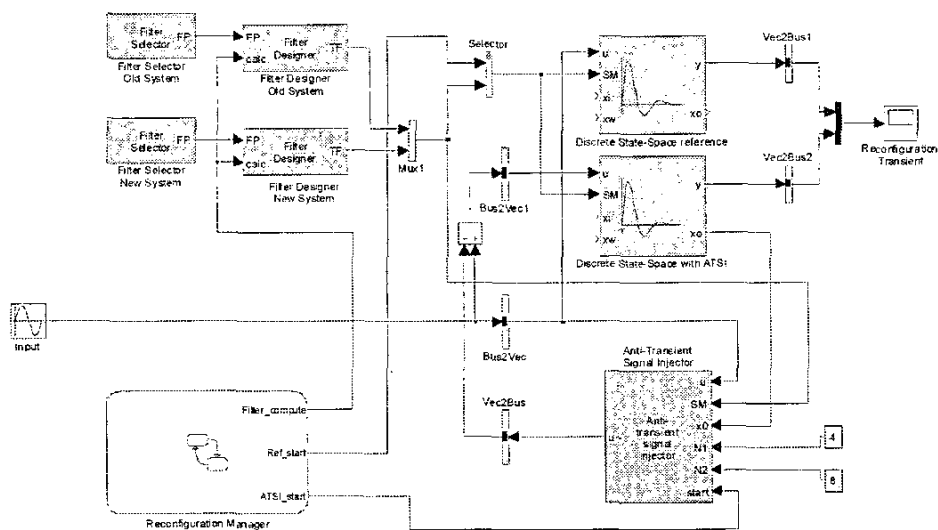 Filter
Selector
FP
Filter Selector
Old System
FP
calc
Filter
Designer
TF
Filter Designer
Old System
Filter
Selector
FP
Filter Selector
New System
FP
calc
Filter
Designer
TF
Filter Designer
New System
Mux1
Selector
u
SM
xi
xw
y
xo
Discrete State-Space reference
Vec2Bus1
Reconfiguration
Transient
Bus2Vec1
u
SM
xi
xw
y
xo
Discrete State-Space with ATSI
Vec2Bus2
Input
Bus2Vec
Vec2Bus
Anti-Transient
Signal Injector
u
Anti-
transient
signal
injector
u
SM
x0
N1
N2
start
4
8
Filter_compute
Ref_start
ATSI_start
Reconfiguration Manager